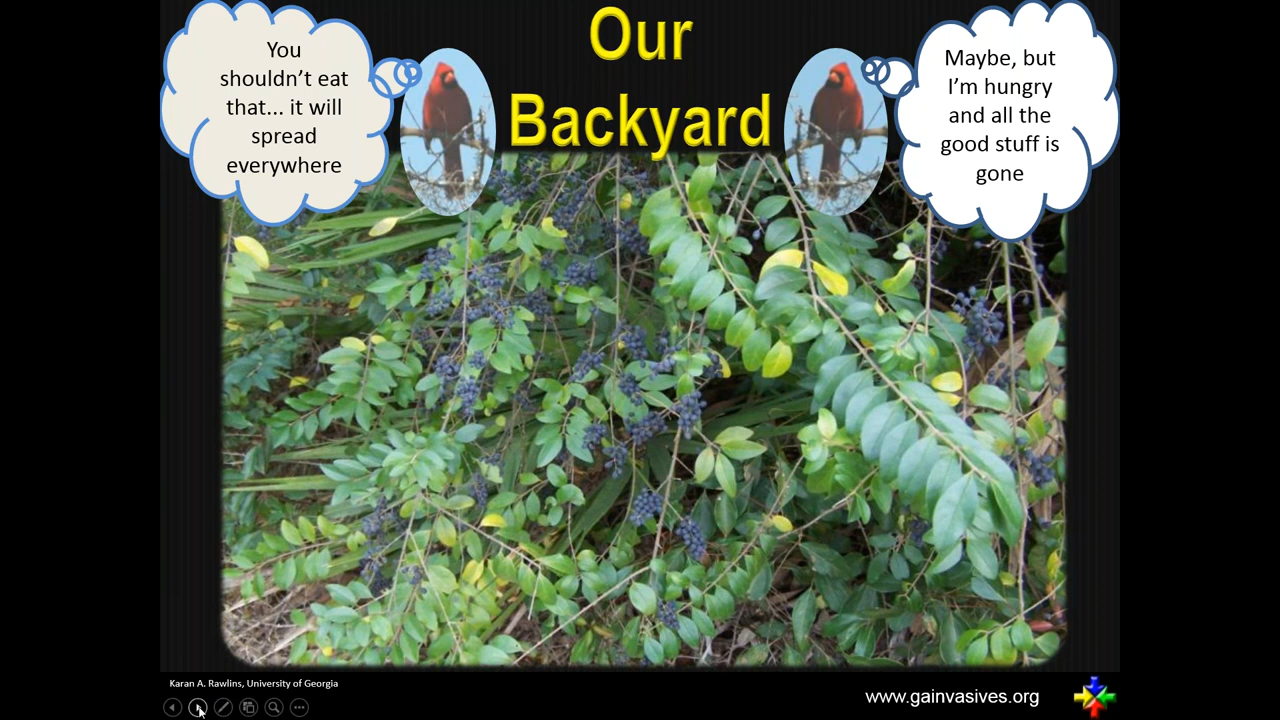 Our
Backyard
You
shouldn’t eat
that... it will
spread
everywhere
Maybe, but
I’m hungry
and all the
good stuff is
gone
Karan A. Rawlins, University of Georgia
www.gainvasives.org